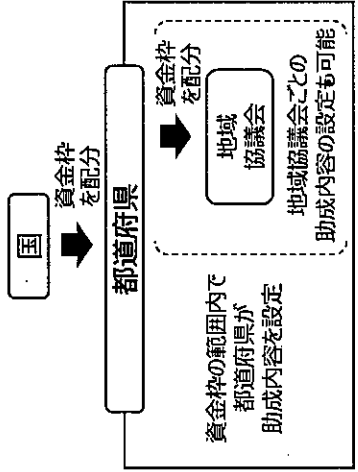 国
資金枠
を配分
都道府県
資金枠の範囲内で
都道府県が
助成内容を設定
資金枠
を配分
地域
協議会
地域協議会ごとの
助成内容の設定も可能